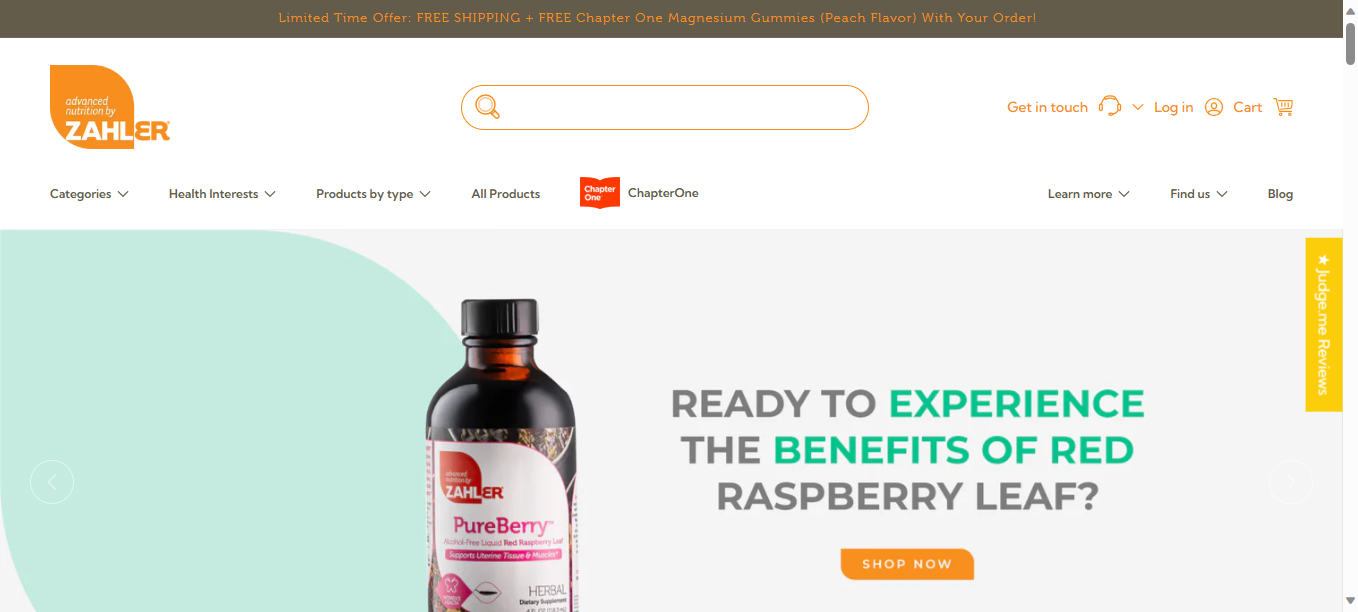 Limited Time Offer: FREE SHIPPING + FREE Chapter One Magnesium Gummies (Peach Flavor) With Your Order!
advanced
nutrition by
ZAHLER
Get in touch
Log in
Cart
Categories
Health Interests
Products by type
All Products
Chapter
One
ChapterOne
Learn more
Find us
Blog
★ Judge.me Reviews
READY TO EXPERIENCE
THE BENEFITS OF RED
RASPBERRY LEAF?
SHOP NOW
advanced
nutrition by
ZAHLER
PureBerry™
Alcohol-Free Liquid Red Raspberry Leaf
Supports Uterine Tissue & Muscles*
HERBAL
Dietary Supplement